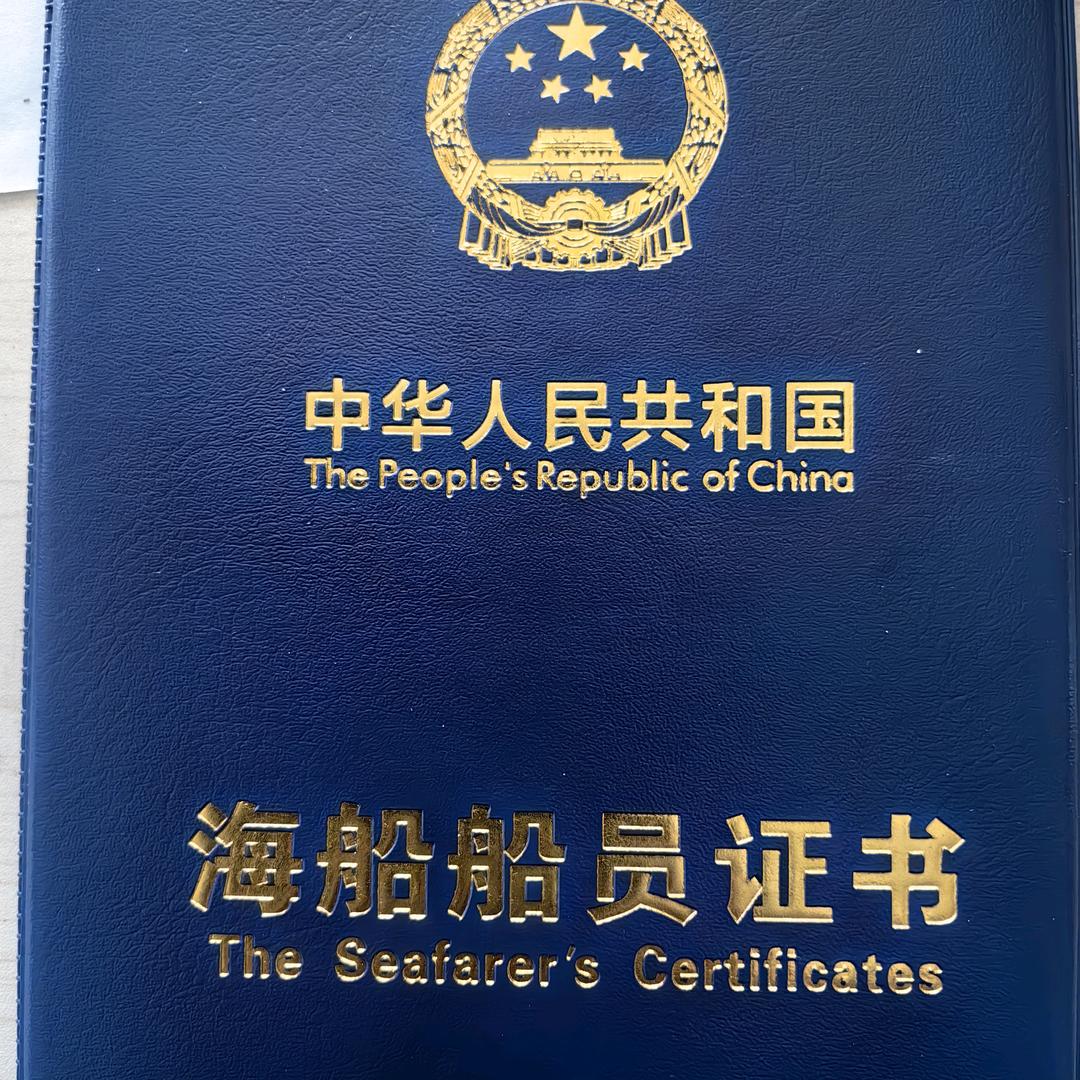 中华人民共和国
The People's Republic of China
海船船员证书
The Seafarer's Certificates